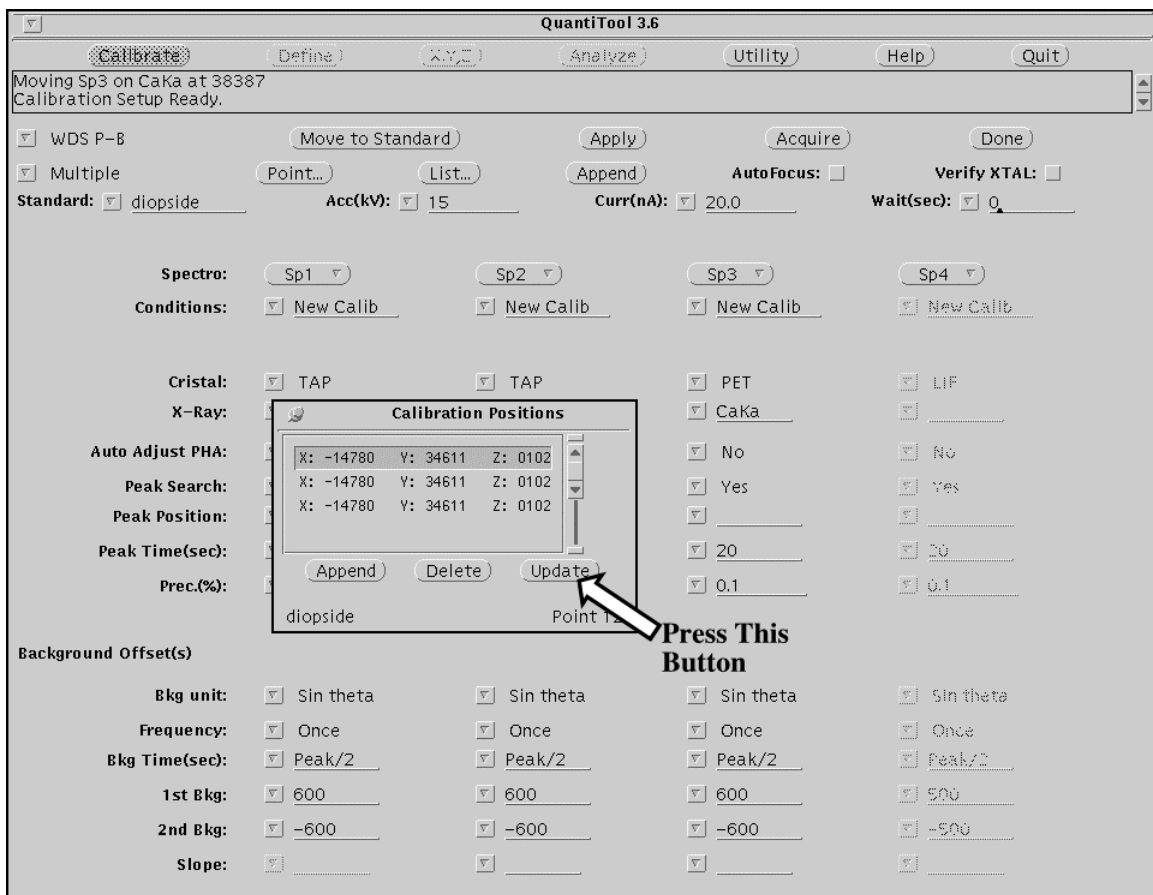 QuantiTool 3.6
Calibrate Define X,Y,Z Analyze Utility Help Quit
Moving Sp3 on CaKa at 38387
Calibration Setup Ready.
WDS P-B Move to Standard Apply Acquire Done
Multiple Point... List... Append AutoFocus: Verify XTAL:
Standard: diopside Acc(kV): 15 Curr(nA): 20.0 Wait(sec): 0
Spectro: Sp1 Sp2 Sp3 Sp4
Conditions: New Calib New Calib New Calib New Calib
Cristal: TAP TAP PET LIF
X-Ray: CaKa
Auto Adjust PHA: No No
Peak Search: Yes Yes
Peak Position:
Peak Time(sec): 20 20
Prec.(%): 0.1 0.1
Calibration Positions
X: -14780 Y: 34611 Z: 0102
X: -14780 Y: 34611 Z: 0102
X: -14780 Y: 34611 Z: 0102
Append Delete Update
diopside Point
Press This
Button
Background Offset(s)
Bkg unit: Sin theta Sin theta Sin theta Sin theta
Frequency: Once Once Once Once
Bkg Time(sec): Peak/2 Peak/2 Peak/2 Peak/2
1st Bkg: 600 600 600 500
2nd Bkg: -600 -600 -600 -500
Slope: